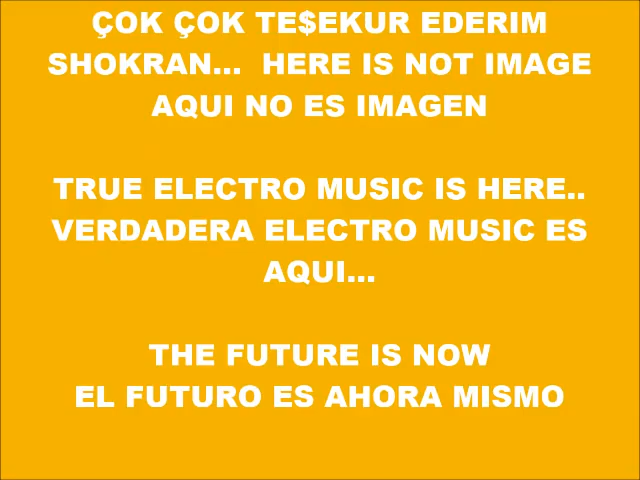 ÇOK ÇOK TE$EKUR EDERIM
SHOKRAN... HERE IS NOT IMAGE
AQUI NO ES IMAGEN
TRUE ELECTRO MUSIC IS HERE..
VERDADERA ELECTRO MUSIC ES
AQUI...
THE FUTURE IS NOW
EL FUTURO ES AHORA MISMO